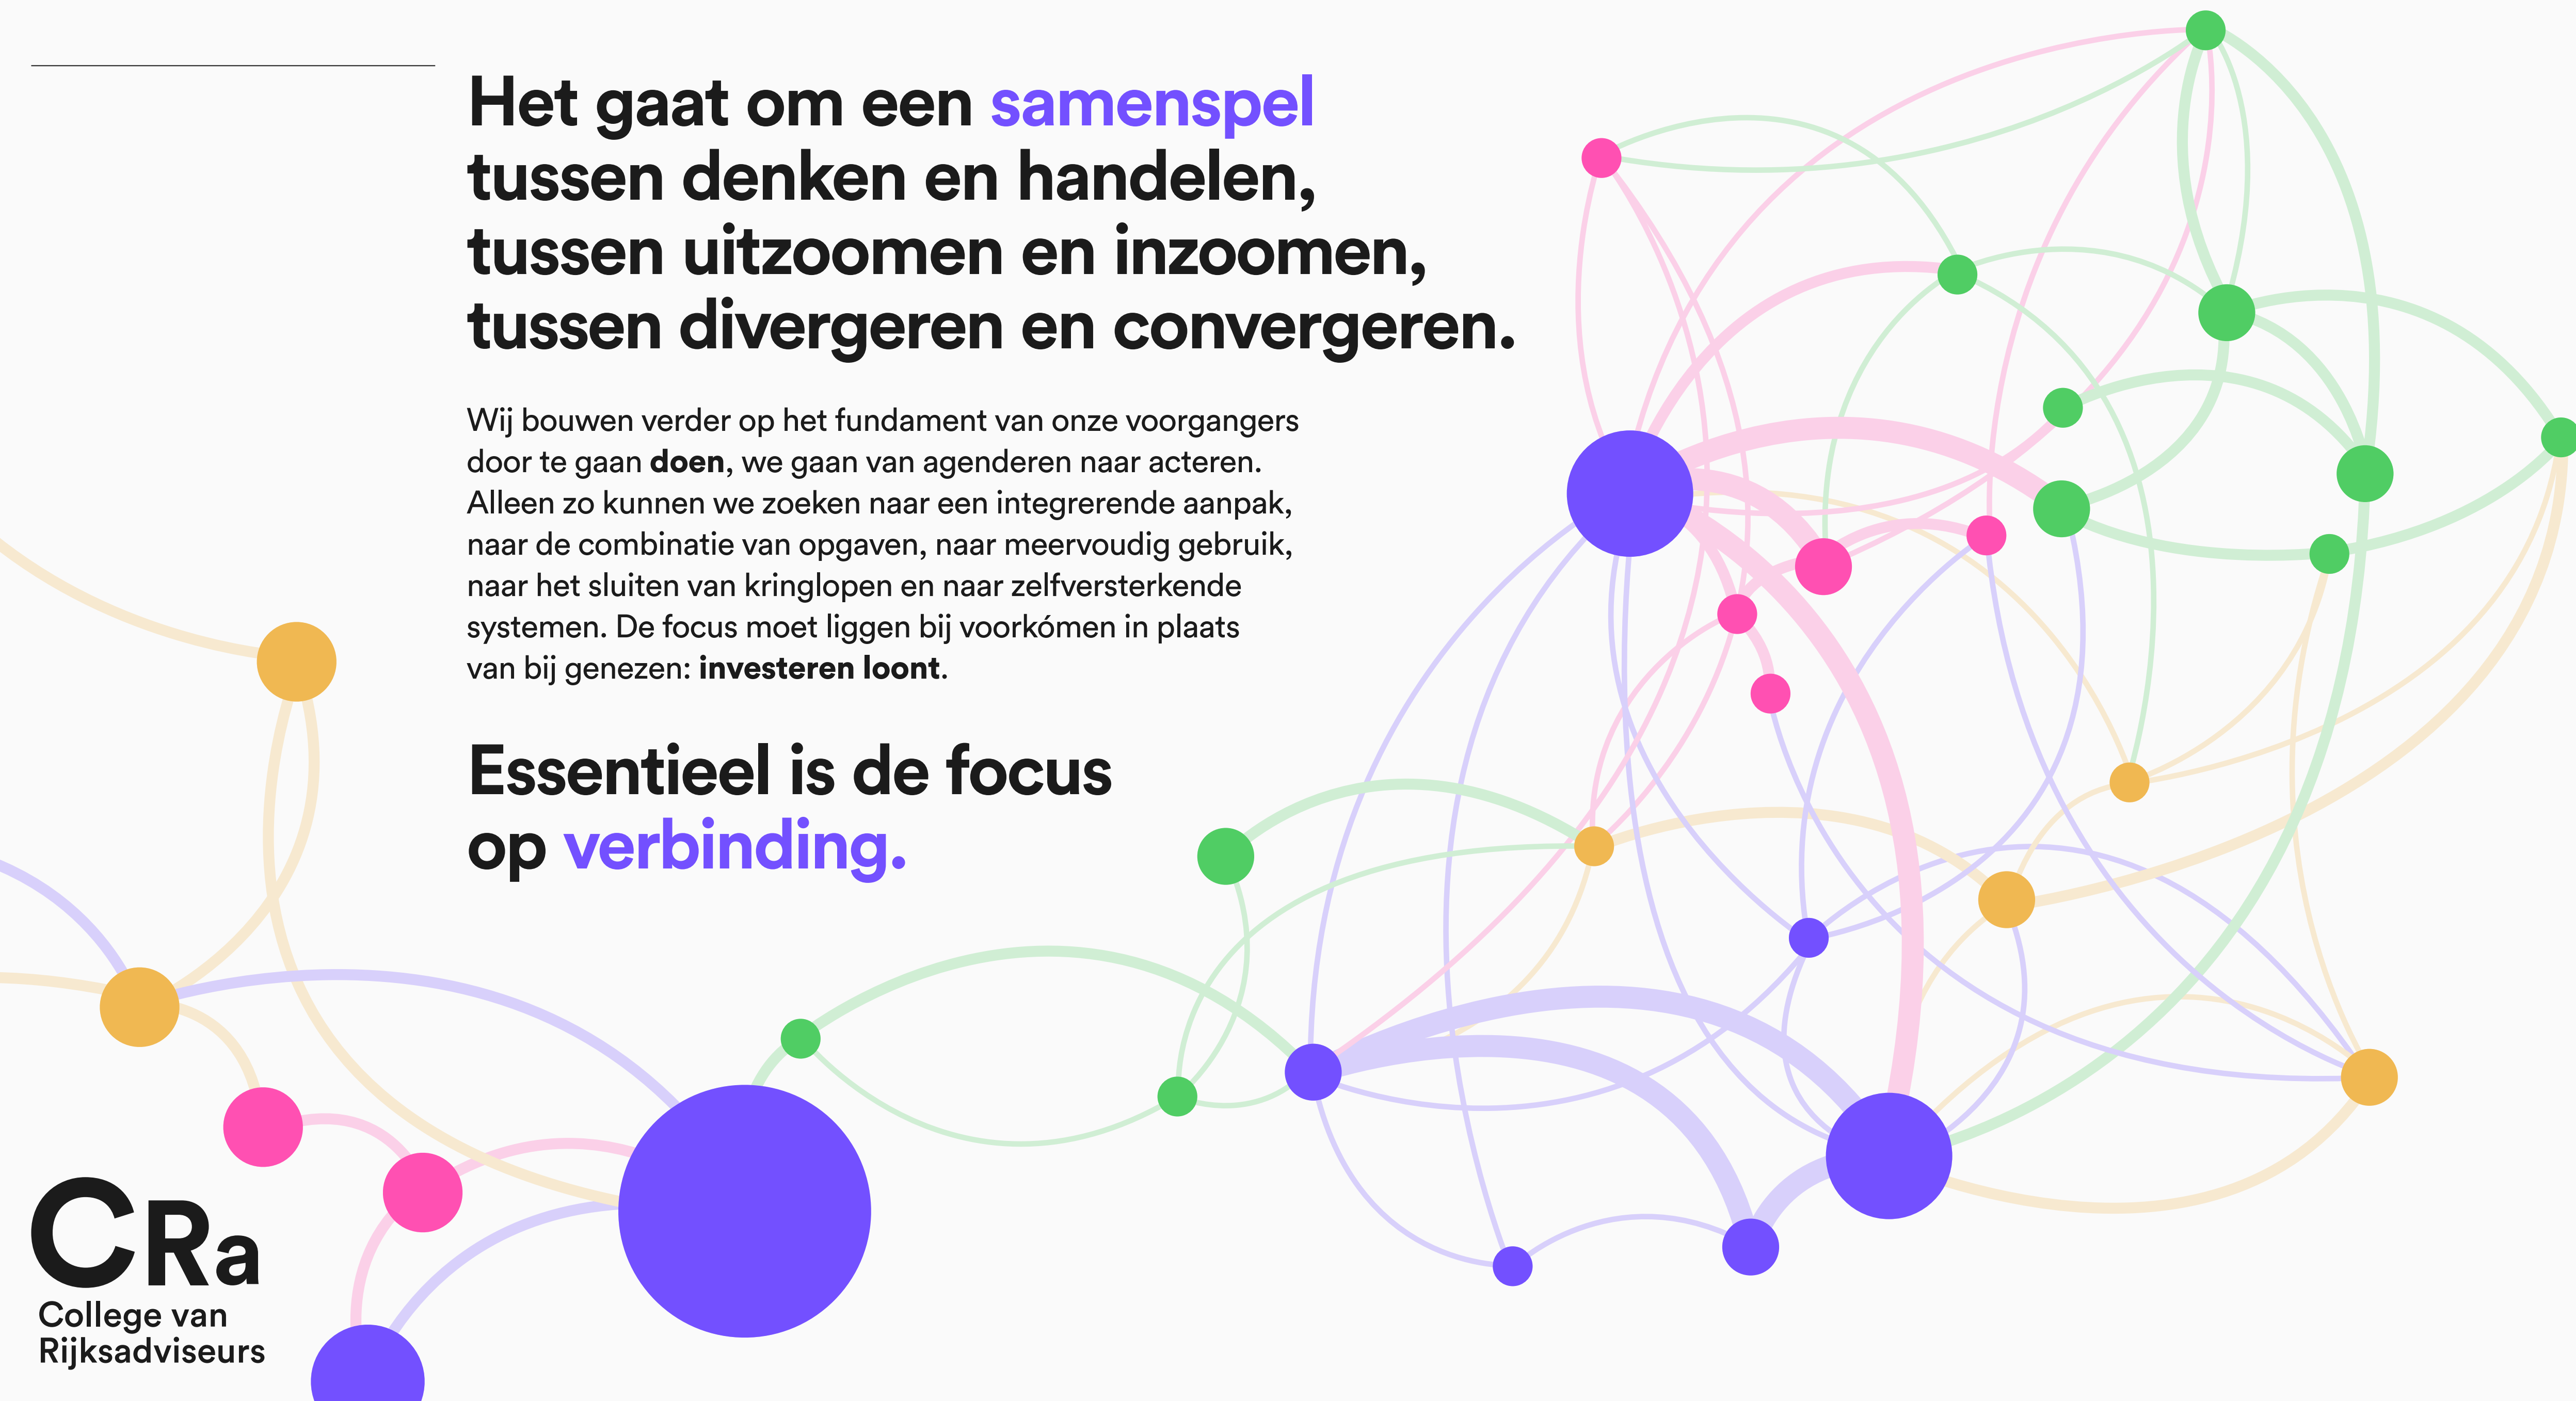 Het gaat om een samenspel
tussen denken en handelen,
tussen uitzoomen en inzoomen,
tussen divergeren en convergeren.
Wij bouwen verder op het fundament van onze voorgangers
door te gaan doen, we gaan van agenderen naar acteren.
Alleen zo kunnen we zoeken naar een integrerende aanpak,
naar de combinatie van opgaven, naar meervoudig gebruik,
naar het sluiten van kringlopen en naar zelfversterkende
systemen. De focus moet liggen bij voorkómen in plaats
van bij genezen: investeren loont.
Essentieel is de focus
op verbinding.
CRa
College van
Rijksadviseurs